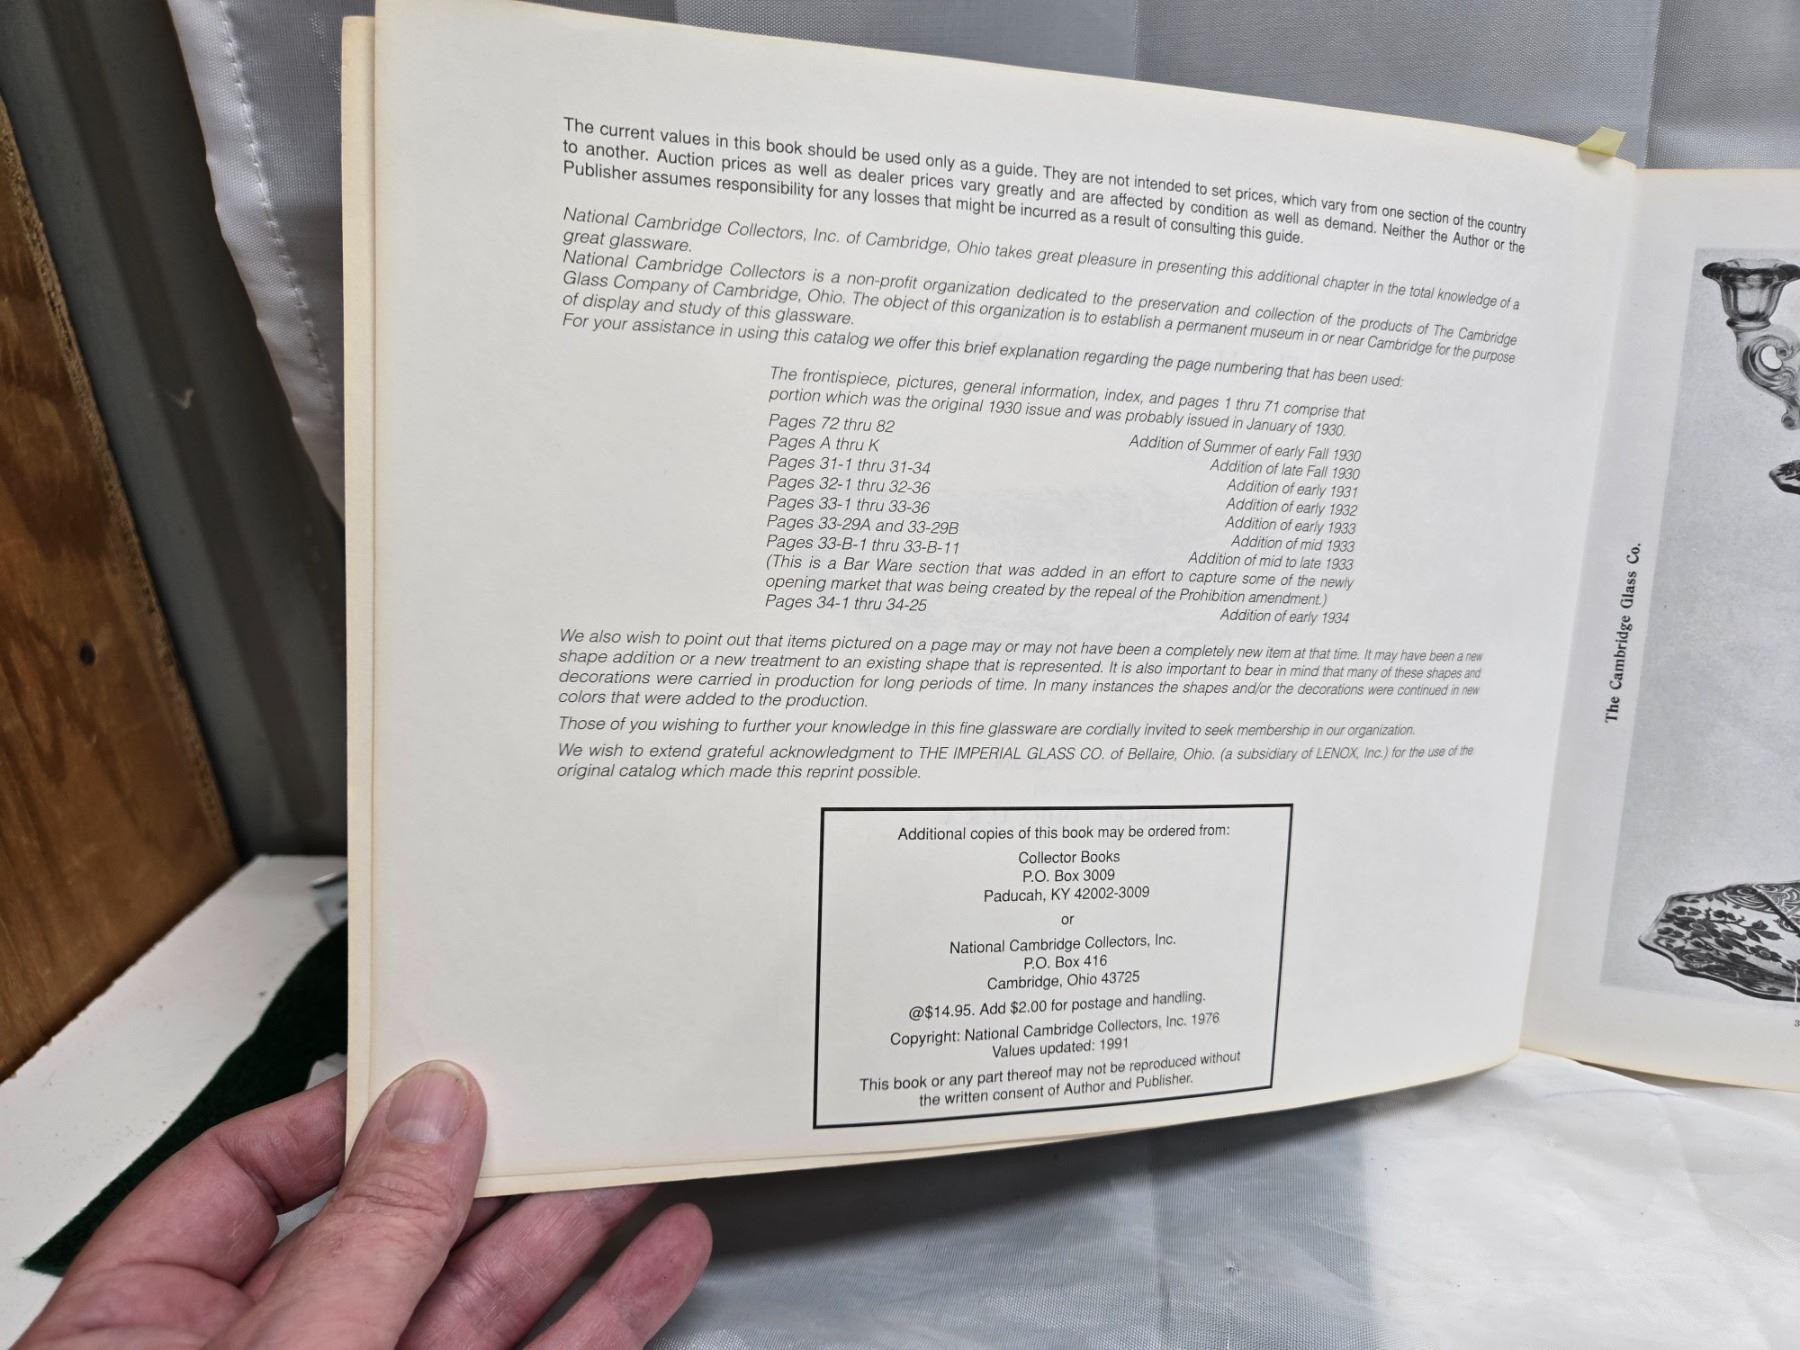 The current values in this book should be used only as a guide. They are not intended to set prices, which vary from one section of the country
to another. Auction prices as well as dealer prices vary greatly and are affected by condition as well as demand. Neither the Author or the
Publisher assumes responsibility for any losses that might be incurred as a result of consulting this guide.
National Cambridge Collectors, Inc. of Cambridge, Ohio takes great pleasure in presenting this additional chapter in the total knowledge of a
great glassware.
National Cambridge Collectors is a non-profit organization dedicated to the preservation and collection of the products of The Cambridge
Glass Company of Cambridge, Ohio. The object of this organization is to establish a permanent museum in or near Cambridge for the purpose
of display and study of this glassware.
For your assistance in using this catalog we offer this brief explanation regarding the page numbering that has been used:
The frontispiece, pictures, general information, index, and pages 1 thru 71 comprise that
portion which was the original 1930 issue and was probably issued in January of 1930.
Pages 72 thru 82 Addition of Summer of early Fall 1930
Pages A thru K Addition of late Fall 1930
Pages 31-1 thru 31-34 Addition of early 1931
Pages 32-1 thru 32-36 Addition of early 1932
Pages 33-1 thru 33-36 Addition of early 1933
Pages 33-29A and 33-29B Addition of mid 1933
Pages 33-B-1 thru 33-B-11 Addition of mid to late 1933
(This is a Bar Ware section that was added in an effort to capture some of the newly
opening market that was being created by the repeal of the Prohibition amendment.)
Pages 34-1 thru 34-25 Addition of early 1934
We also wish to point out that items pictured on a page may or may not have been a completely new item at that time. It may have been a new
shape addition or a new treatment to an existing shape that is represented. It is also important to bear in mind that many of these shapes and
decorations were carried in production for long periods of time. In many instances the shapes and/or the decorations were continued in new
colors that were added to the production.
Those of you wishing to further your knowledge in this fine glassware are cordially invited to seek membership in our organization.
We wish to extend grateful acknowledgment to THE IMPERIAL GLASS CO. of Bellaire, Ohio. (a subsidiary of LENOX, Inc.) for the use of the
original catalog which made this reprint possible.
Additional copies of this book may be ordered from:
Collector Books
P.O. Box 3009
Paducah, KY 42002-3009
or
National Cambridge Collectors, Inc.
P.O. Box 416
Cambridge, Ohio 43725
@$14.95. Add $2.00 for postage and handling.
Copyright: National Cambridge Collectors, Inc. 1976
Values updated: 1991
This book or any part thereof may not be reproduced without
the written consent of Author and Publisher.
The Cambridge Glass Co.